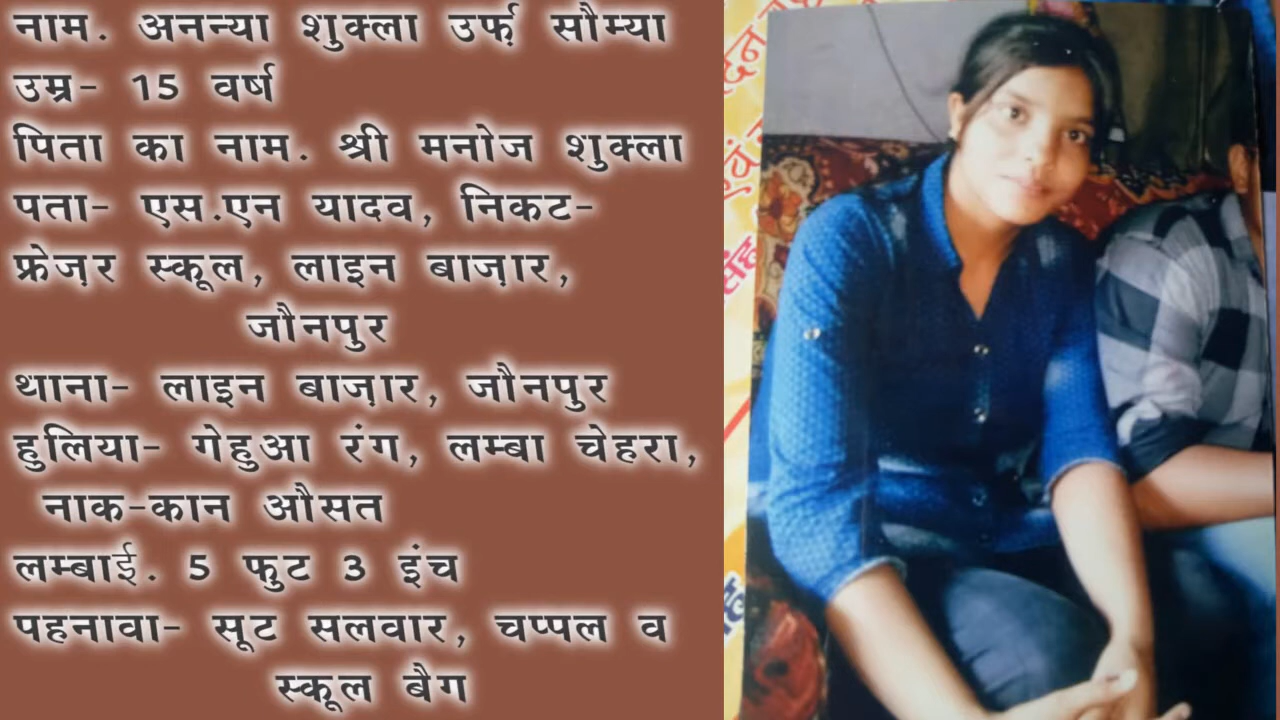 नाम. अनन्या शुक्ला उर्फ़ सौम्या
उम्र- 15 वर्ष
पिता का नाम. श्री मनोज शुक्ला
पता- एस.एन यादव, निकट-
फ्रेज़र स्कूल, लाइन बाज़ार,
जौनपुर
थाना- लाइन बाज़ार, जौनपुर
हुलिया- गेहुआ रंग, लम्बा चेहरा,
नाक-कान औसत
लम्बाई. 5 फुट 3 इंच
पहनावा- सूट सलवार, चप्पल व
स्कूल बैग